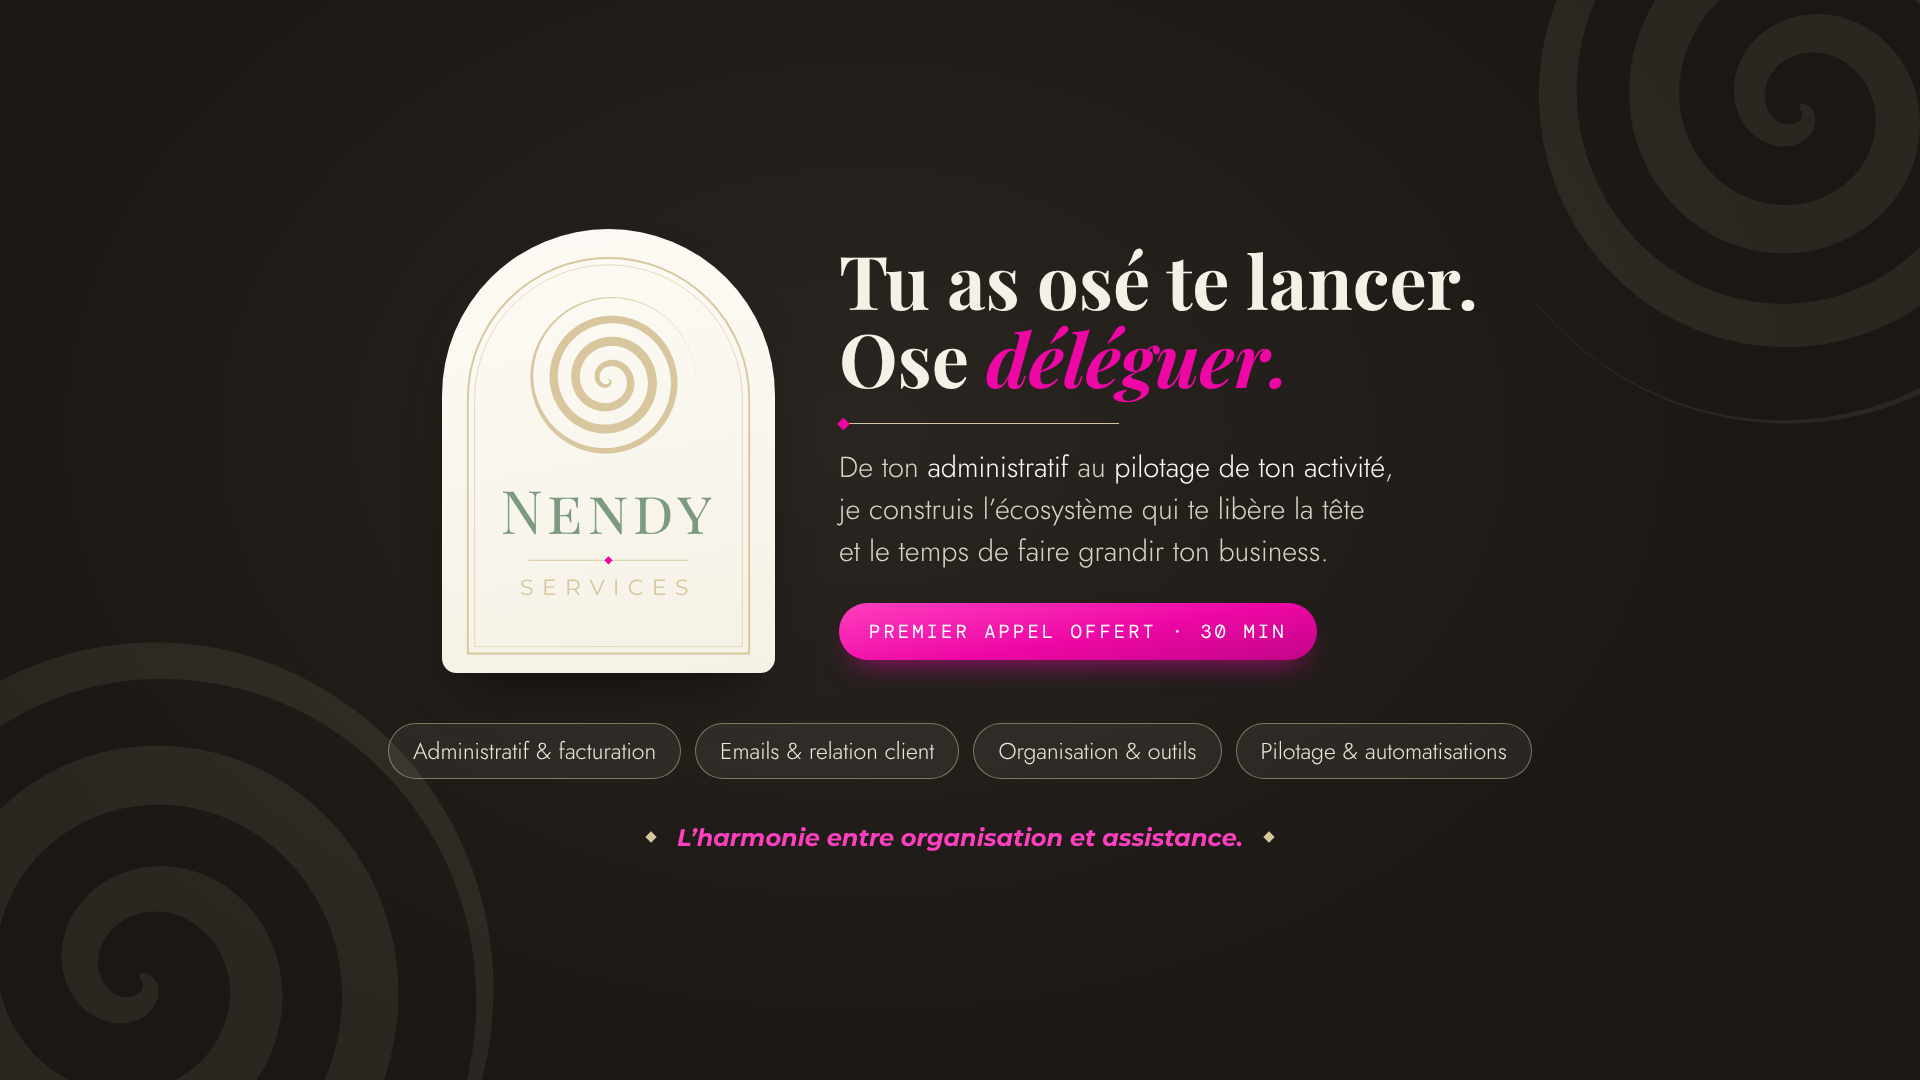 NENDY
SERVICES
Tu as osé te lancer.
Ose déléguer.
De ton administratif au pilotage de ton activité,
je construis l’écosystème qui te libère la tête
et le temps de faire grandir ton business.
PREMIER APPEL OFFERT · 30 MIN
Administratif & facturation
Emails & relation client
Organisation & outils
Pilotage & automatisations
L’harmonie entre organisation et assistance.